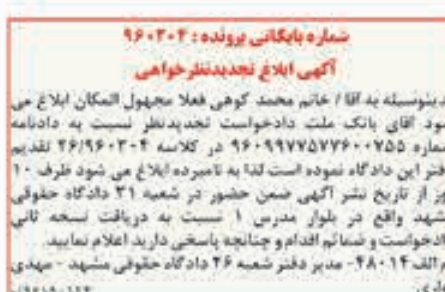 شماره بایگانی پرونده : ۹۶۰۳۰۴
آگهی ابلاغ تجدیدنظرخواهی
بدینوسیله به آقا / خانم محمد کوهی فعلا مجهول المکان ابلاغ می
شود آقای بانک ملت دادخواست تجدیدنظر نسبت به دادنامه
شماره ۹۶۰۹۹۷۷۵۷۷۶۰۰۷۵۵ در کلاسه ۲۶/۹۶۰۳۰۴ تقدیم
دفتر این دادگاه نموده است لذا به نامبرده ابلاغ می شود ظرف ۱۰
روز از تاریخ نشر آگهی ضمن حضور در شعبه ۳۱ دادگاه حقوقی
مشهد واقع در بلوار مدرس ۱ نسبت به دریافت نسخه ثانی
دادخواست و ضمائم اقدام و چنانچه پاسخی دارید اعلام نمایید.
م الف ۴۸۰۱۴- مدیر دفتر شعبه ۲۶ دادگاه حقوقی مشهد - مهدی